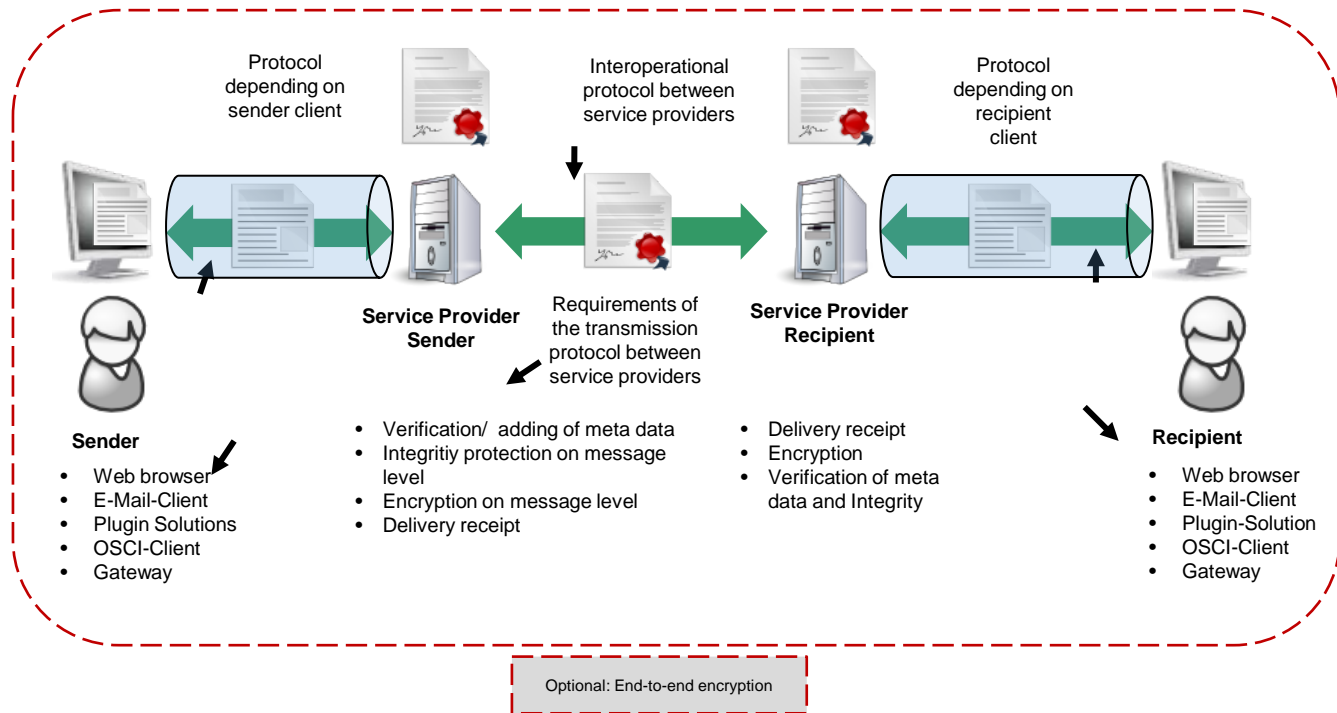 Protocol
depending on
sender client
Interoperational
protocol between
service providers
Protocol
depending on
recipient
client
Service Provider
Sender
Requirements of
the transmission
protocol between
service providers
Service Provider
Recipient
Sender
• Web browser
• E-Mail-Client
• Plugin Solutions
• OSCI-Client
• Gateway
• Verification/ adding of meta data
• Integritiy protection on message
level
• Encryption on message level
• Delivery receipt
• Delivery receipt
• Encryption
• Verification of meta
data and Integrity
Recipient
• Web browser
• E-Mail-Client
• Plugin-Solution
• OSCI-Client
• Gateway
Optional: End-to-end encryption